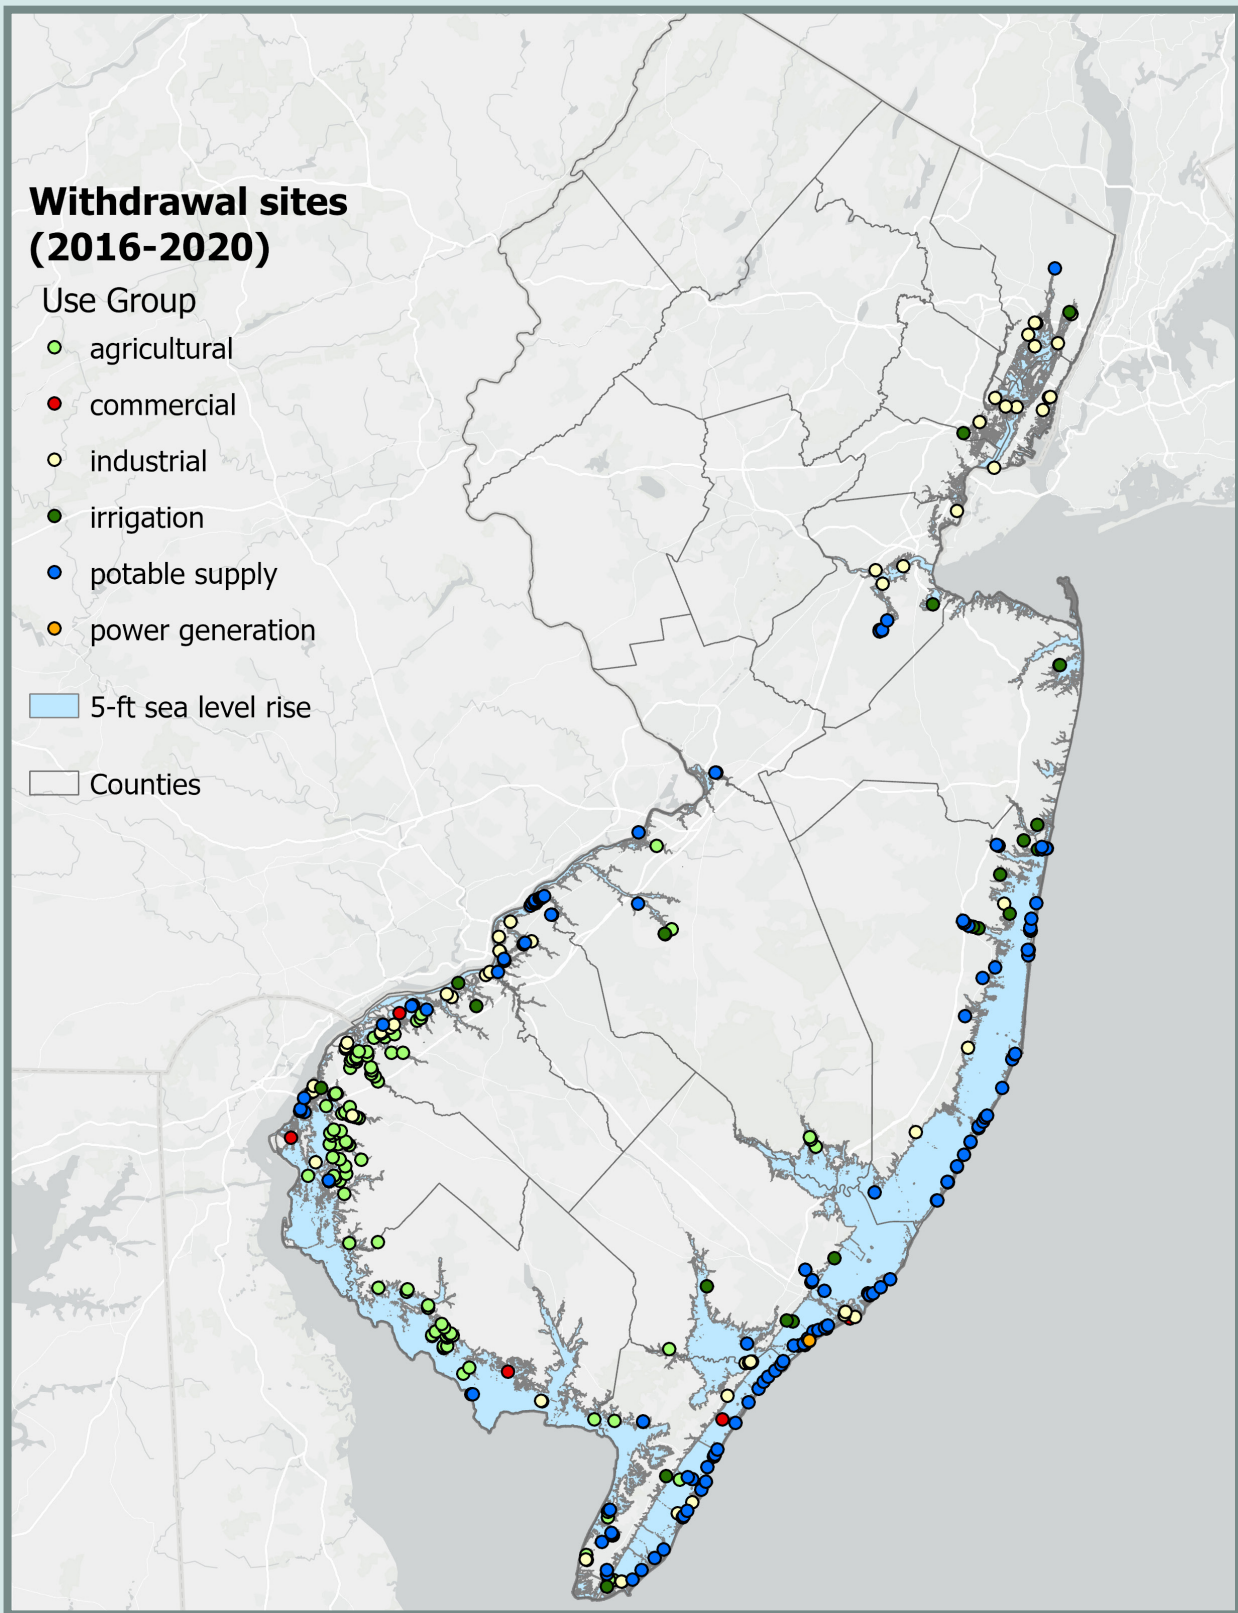 Withdrawal sites
(2016-2020)
Use Group
agricultural
commercial
industrial
irrigation
potable supply
power generation
5-ft sea level rise
Counties